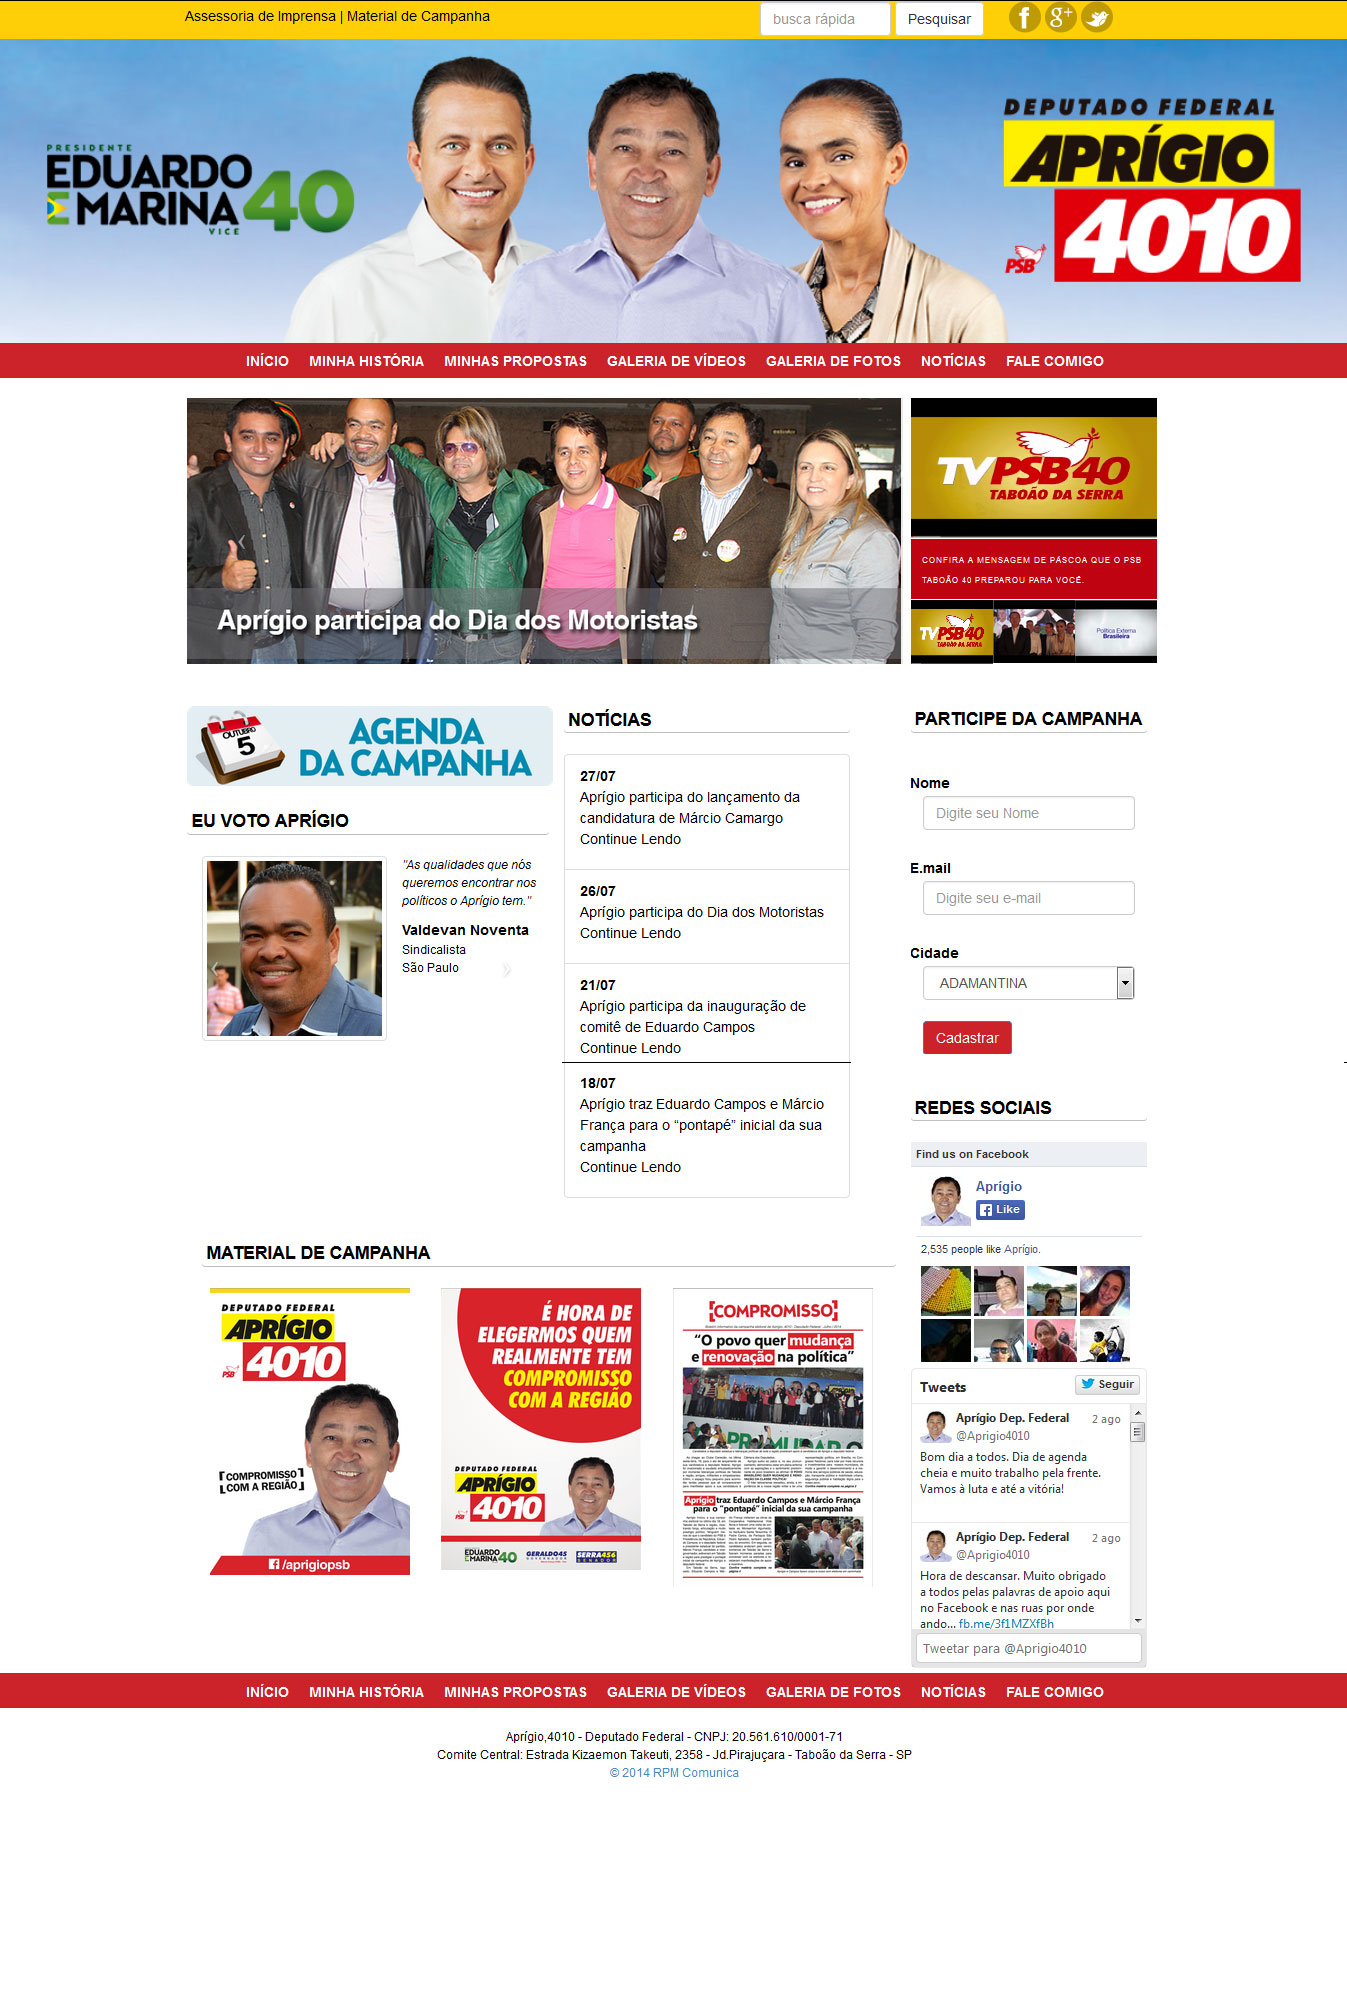 Assessoria de Imprensa | Material de Campanha
busca rápida
Pesquisar
PRESIDENTE
EDUARDO
E MARINA 40
VICE
DEPUTADO FEDERAL
APRÍGIO
4010
PSB
INÍCIO MINHA HISTÓRIA MINHAS PROPOSTAS GALERIA DE VÍDEOS GALERIA DE FOTOS NOTÍCIAS FALE COMIGO
Aprígio participa do Dia dos Motoristas
TVPSB40
TABOÃO DA SERRA
CONFIRA A MENSAGEM DE PÁSCOA QUE O PSB
TABOÃO 40 PREPAROU PARA VOCÊ.
TVPSB40
TABOÃO DA SERRA
Política Externa
Brasileira
OUTUBRO
5
AGENDA
DA CAMPANHA
EU VOTO APRÍGIO
"As qualidades que nós
queremos encontrar nos
políticos o Aprígio tem."
Valdevan Noventa
Sindicalista
São Paulo
NOTÍCIAS
27/07
Aprígio participa do lançamento da
candidatura de Márcio Camargo
Continue Lendo
26/07
Aprígio participa do Dia dos Motoristas
Continue Lendo
21/07
Aprígio participa da inauguração de
comitê de Eduardo Campos
Continue Lendo
18/07
Aprígio traz Eduardo Campos e Márcio
França para o “pontapé” inicial da sua
campanha
Continue Lendo
PARTICIPE DA CAMPANHA
Nome
Digite seu Nome
E.mail
Digite seu e-mail
Cidade
ADAMANTINA
Cadastrar
REDES SOCIAIS
Find us on Facebook
Aprígio
Like
2,535 people like Aprígio.
Tweets
Seguir
Aprígio Dep. Federal 2 ago
@Aprigio4010
Bom dia a todos. Dia de agenda
cheia e muito trabalho pela frente.
Vamos à luta e até a vitória!
Aprígio Dep. Federal 2 ago
@Aprigio4010
Hora de descansar. Muito obrigado
a todos pelas palavras de apoio aqui
no Facebook e nas ruas por onde
ando... fb.me/3f1MZXfBh
Tweetar para @Aprigio4010
MATERIAL DE CAMPANHA
DEPUTADO FEDERAL
APRÍGIO
4010
PSB
[COMPROMISSO
COM A REGIÃO]
/aprigiopsb
É HORA DE
ELEGERMOS QUEM
REALMENTE TEM
COMPROMISSO
COM A REGIÃO
DEPUTADO FEDERAL
APRÍGIO
4010
PSB
EDUARDO
E MARINA 40
GERALDO45
GOVERNADOR
SERRA456
SENADOR
[COMPROMISSO]
“O povo quer mudança
e renovação na política”
Aprígio traz Eduardo Campos e Márcio França
para o “pontapé” inicial da sua campanha
INÍCIO MINHA HISTÓRIA MINHAS PROPOSTAS GALERIA DE VÍDEOS GALERIA DE FOTOS NOTÍCIAS FALE COMIGO
Aprígio,4010 - Deputado Federal - CNPJ: 20.561.610/0001-71
Comite Central: Estrada Kizaemon Takeuti, 2358 - Jd.Pirajuçara - Taboão da Serra - SP
© 2014 RPM Comunica